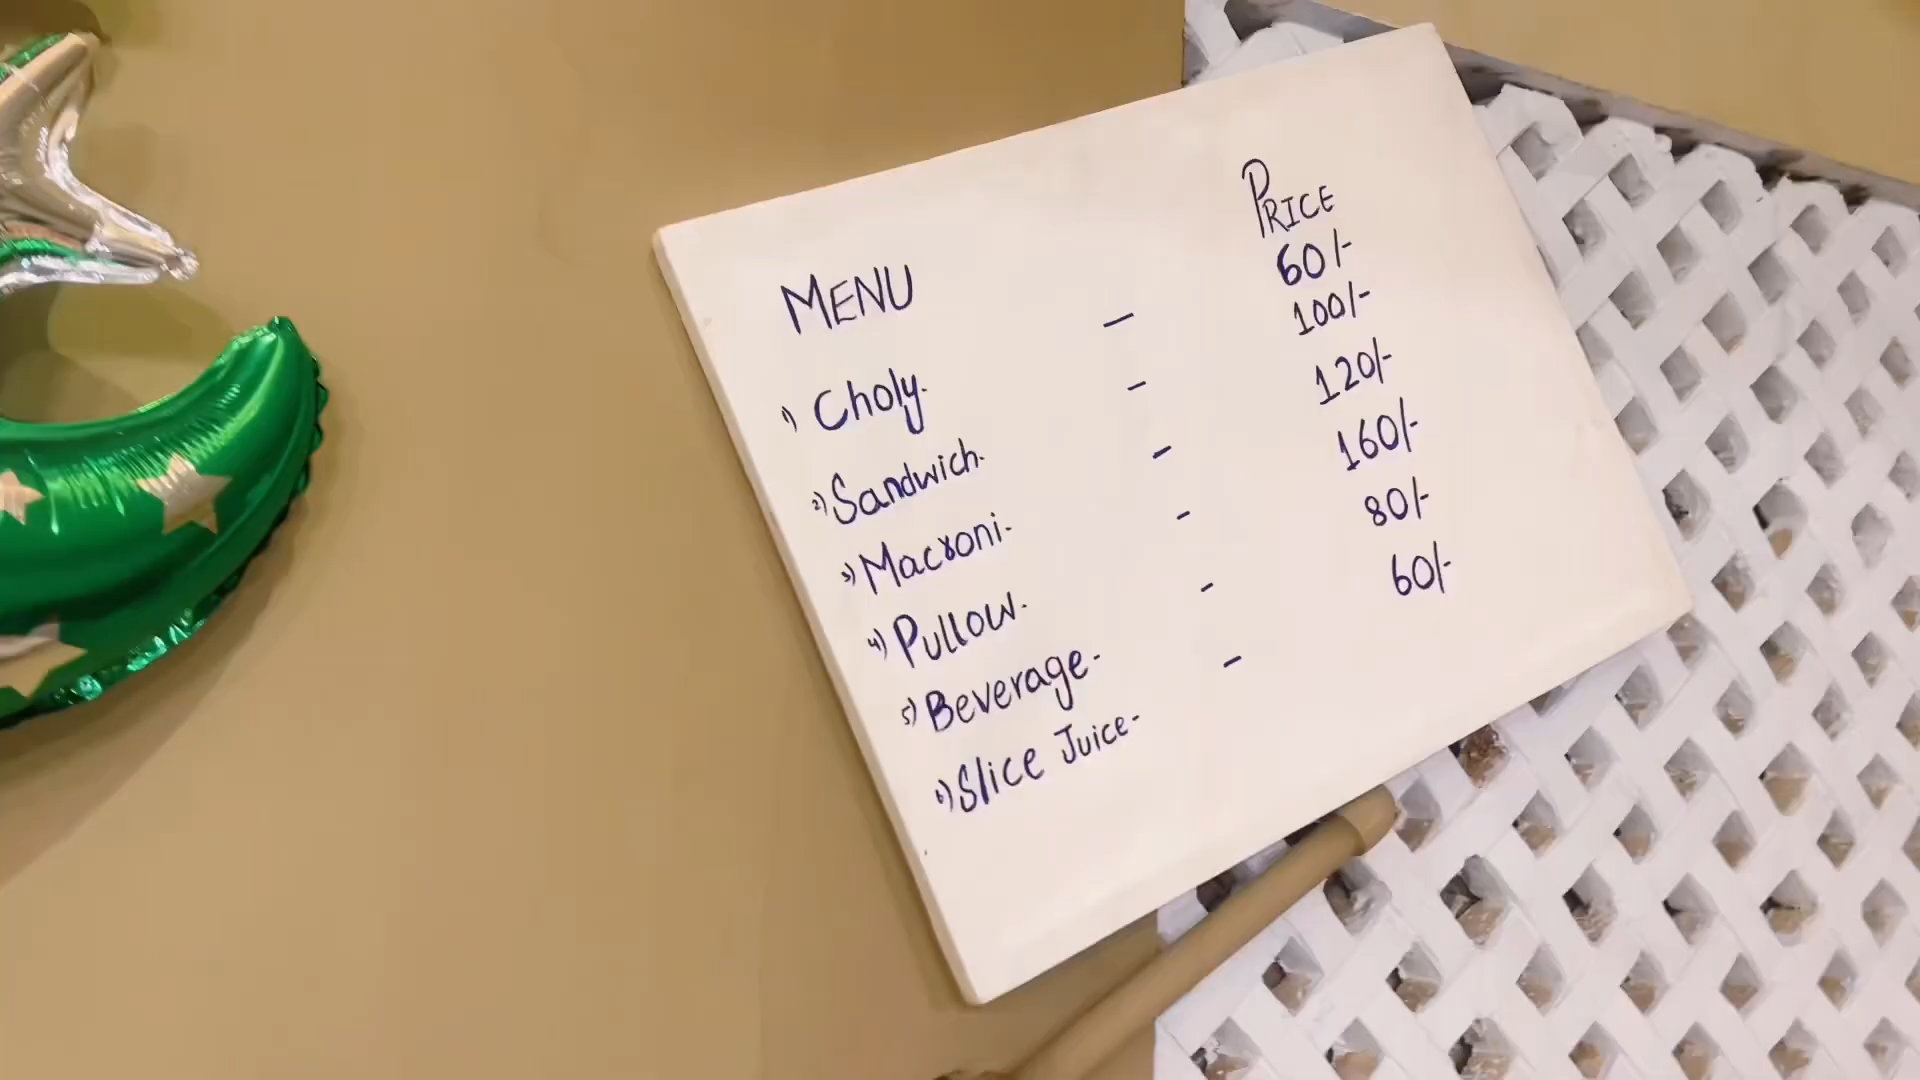 MENU PRICE
1) Choly. - 60/-
2) Sandwich. - 100/-
3) Macroni. - 120/-
4) Pullow. - 160/-
5) Beverage. - 80/-
6) Slice Juice - 60/-